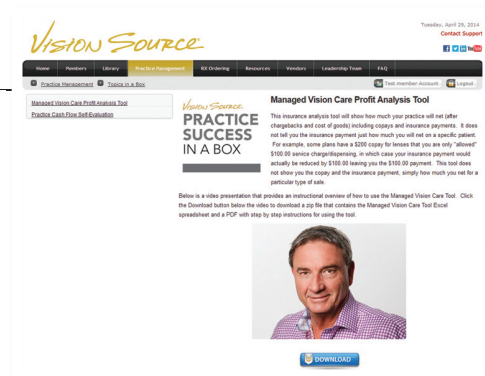 Tuesday, April 29, 2014
Contact Support
VISION SOURCE
Home Members Library Practice Management RX Ordering Resources Vendors Leadership Team FAQ
Practice Management Topics in a Box Test member Account Logout
Managed Vision Care Profit Analysis Tool
Practice Cash Flow Self-Evaluation
VISION SOURCE
PRACTICE
SUCCESS
IN A BOX
Managed Vision Care Profit Analysis Tool
This insurance analysis tool will show how much your practice will net (after
chargebacks and cost of goods) including copays and insurance payments. It does
not tell you the insurance payment just how much you will net on a specific patient.
For example, some plans have a $200 copay for lenses that you are only "allowed"
$100.00 service charge/dispensing, in which case your insurance payment would
actually be reduced by $100.00 leaving you the $100.00 payment. This tool does
not show you the copay and the insurance payment, simply how much you net for a
particular type of sale.
Below is a video presentation that provides an instructional overview of how to use the Managed Vision Care Tool. Click
the Download button below the video to download a zip file that contains the Managed Vision Care Tool Excel
spreadsheet and a PDF with step by step instructions for using the tool.
DOWNLOAD